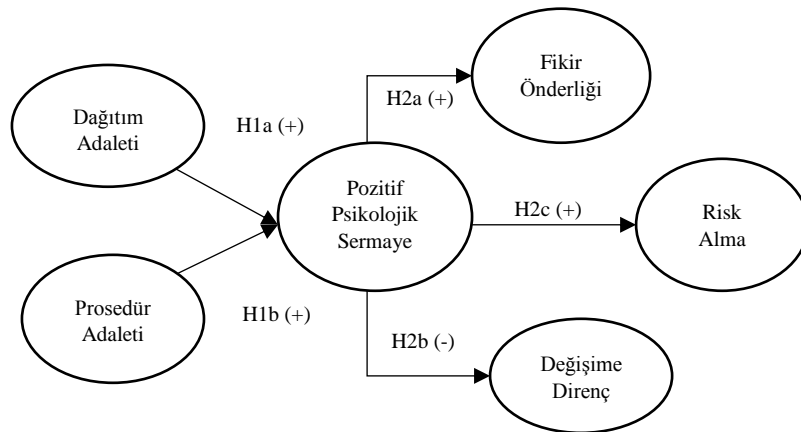 Fikir
Önderliği
H2a (+)
Dağıtım
Adaleti
H1a (+)
Pozitif
Psikolojik
Sermaye
H2c (+)
Risk
Alma
Prosedür
Adaleti
H1b (+)
H2b (-)
Değişime
Direnç